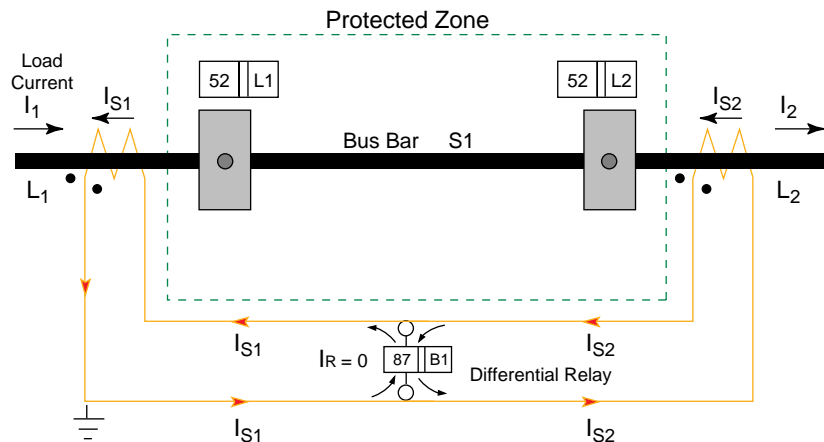 Protected Zone
Load
Current
I1
IS1
52 L1
52 L2
IS2
I2
Bus Bar S1
L1
L2
IS1
IS2
IR = 0
87 B1
Differential Relay
IS1
IS2